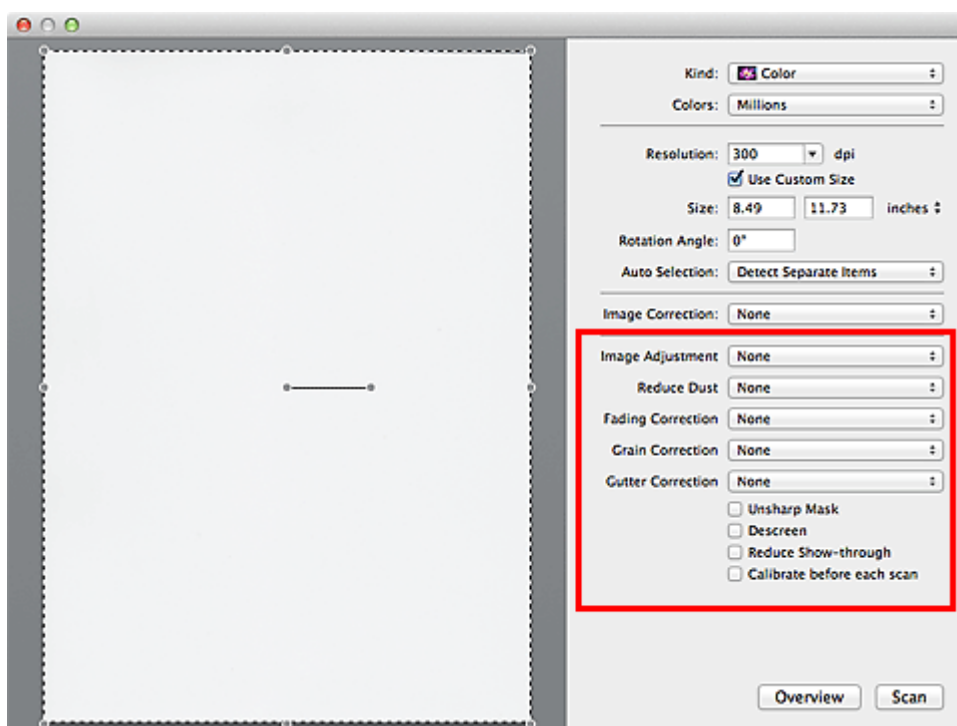 Kind: Color
Colors: Millions
Resolution: 300 dpi
Use Custom Size
Size: 8.49 11.73 inches
Rotation Angle: 0°
Auto Selection: Detect Separate Items
Image Correction: None
Image Adjustment None
Reduce Dust None
Fading Correction None
Grain Correction None
Gutter Correction None
Unsharp Mask
Descreen
Reduce Show-through
Calibrate before each scan
Overview Scan